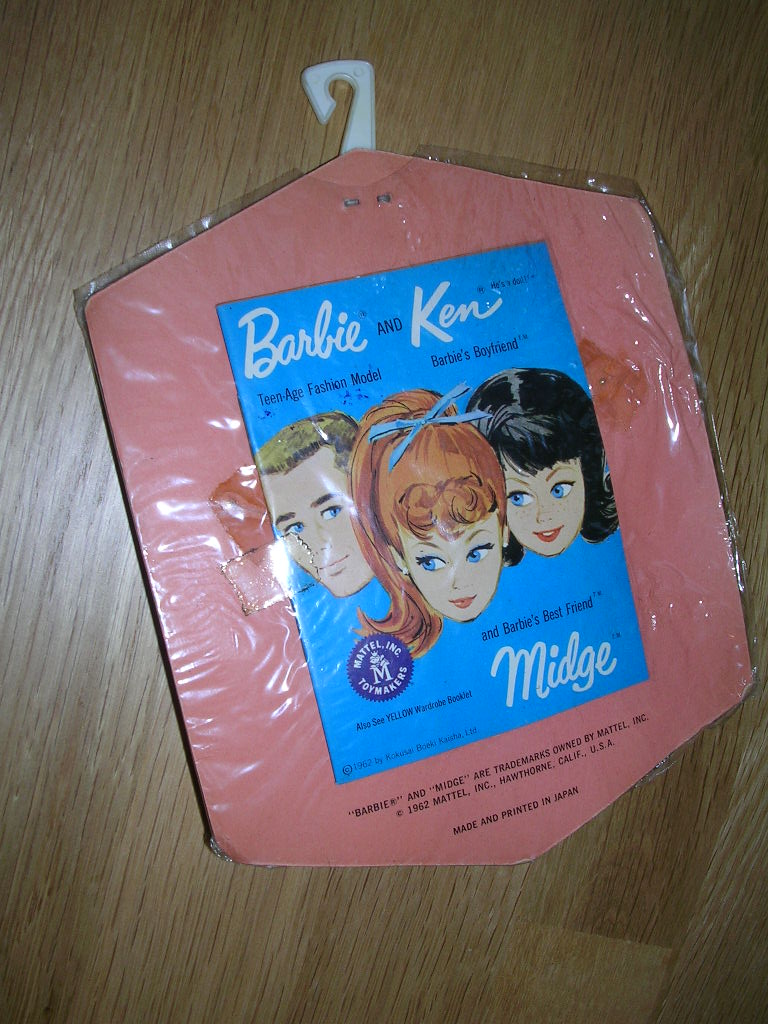 Barbie® AND Ken® He's a doll!™
Teen-Age Fashion Model Barbie's Boyfriend™
and Barbie's Best Friend™
Midge™
MATTEL, INC.
M
TOYMAKERS
Also See YELLOW Wardrobe Booklet
©1962 by Kokusai Boeki Kaisha, Ltd.
"BARBIE®" AND "MIDGE" ARE TRADEMARKS OWNED BY MATTEL, INC.
© 1962 MATTEL, INC., HAWTHORNE, CALIF., U.S.A.
MADE AND PRINTED IN JAPAN